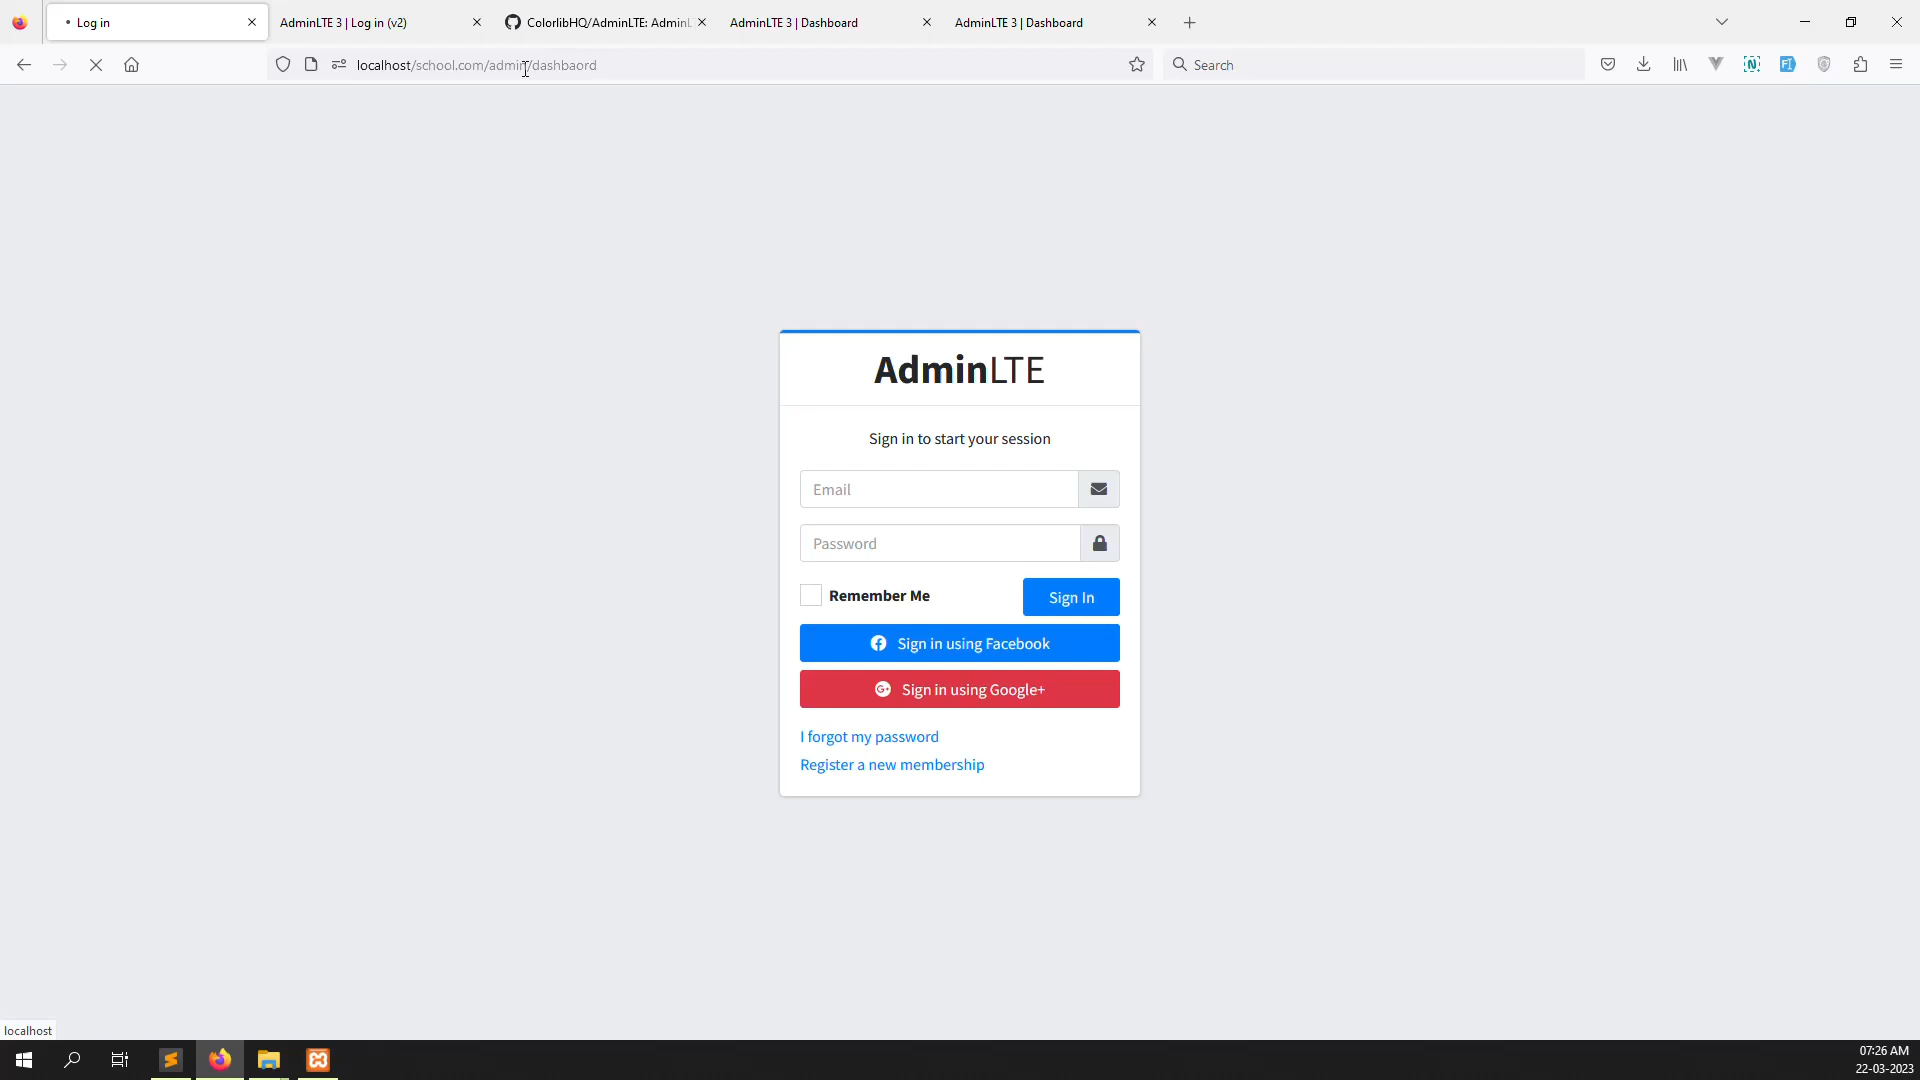 Log in
AdminLTE 3 | Log in (v2)
ColorlibHQ/AdminLTE: AdminL
AdminLTE 3 | Dashboard
AdminLTE 3 | Dashboard
localhost/school.com/admin/dashbaord
Search
AdminLTE
Sign in to start your session
Email
Password
Remember Me
Sign In
Sign in using Facebook
Sign in using Google+
I forgot my password
Register a new membership
localhost
07:26 AM
22-03-2023